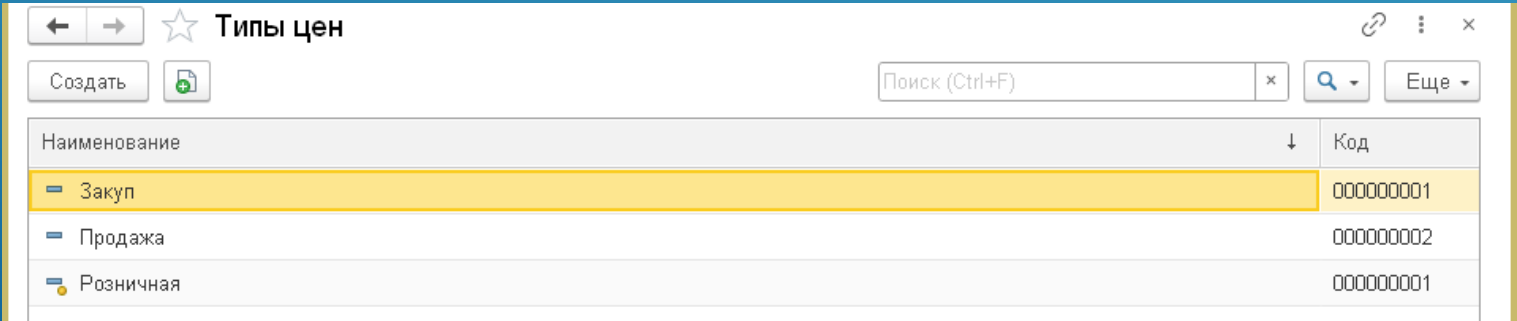 Типы цен
Создать Поиск (Ctrl+F) × Еще
Наименование ↓ Код
Закуп 000000001
Продажа 000000002
Розничная 000000001